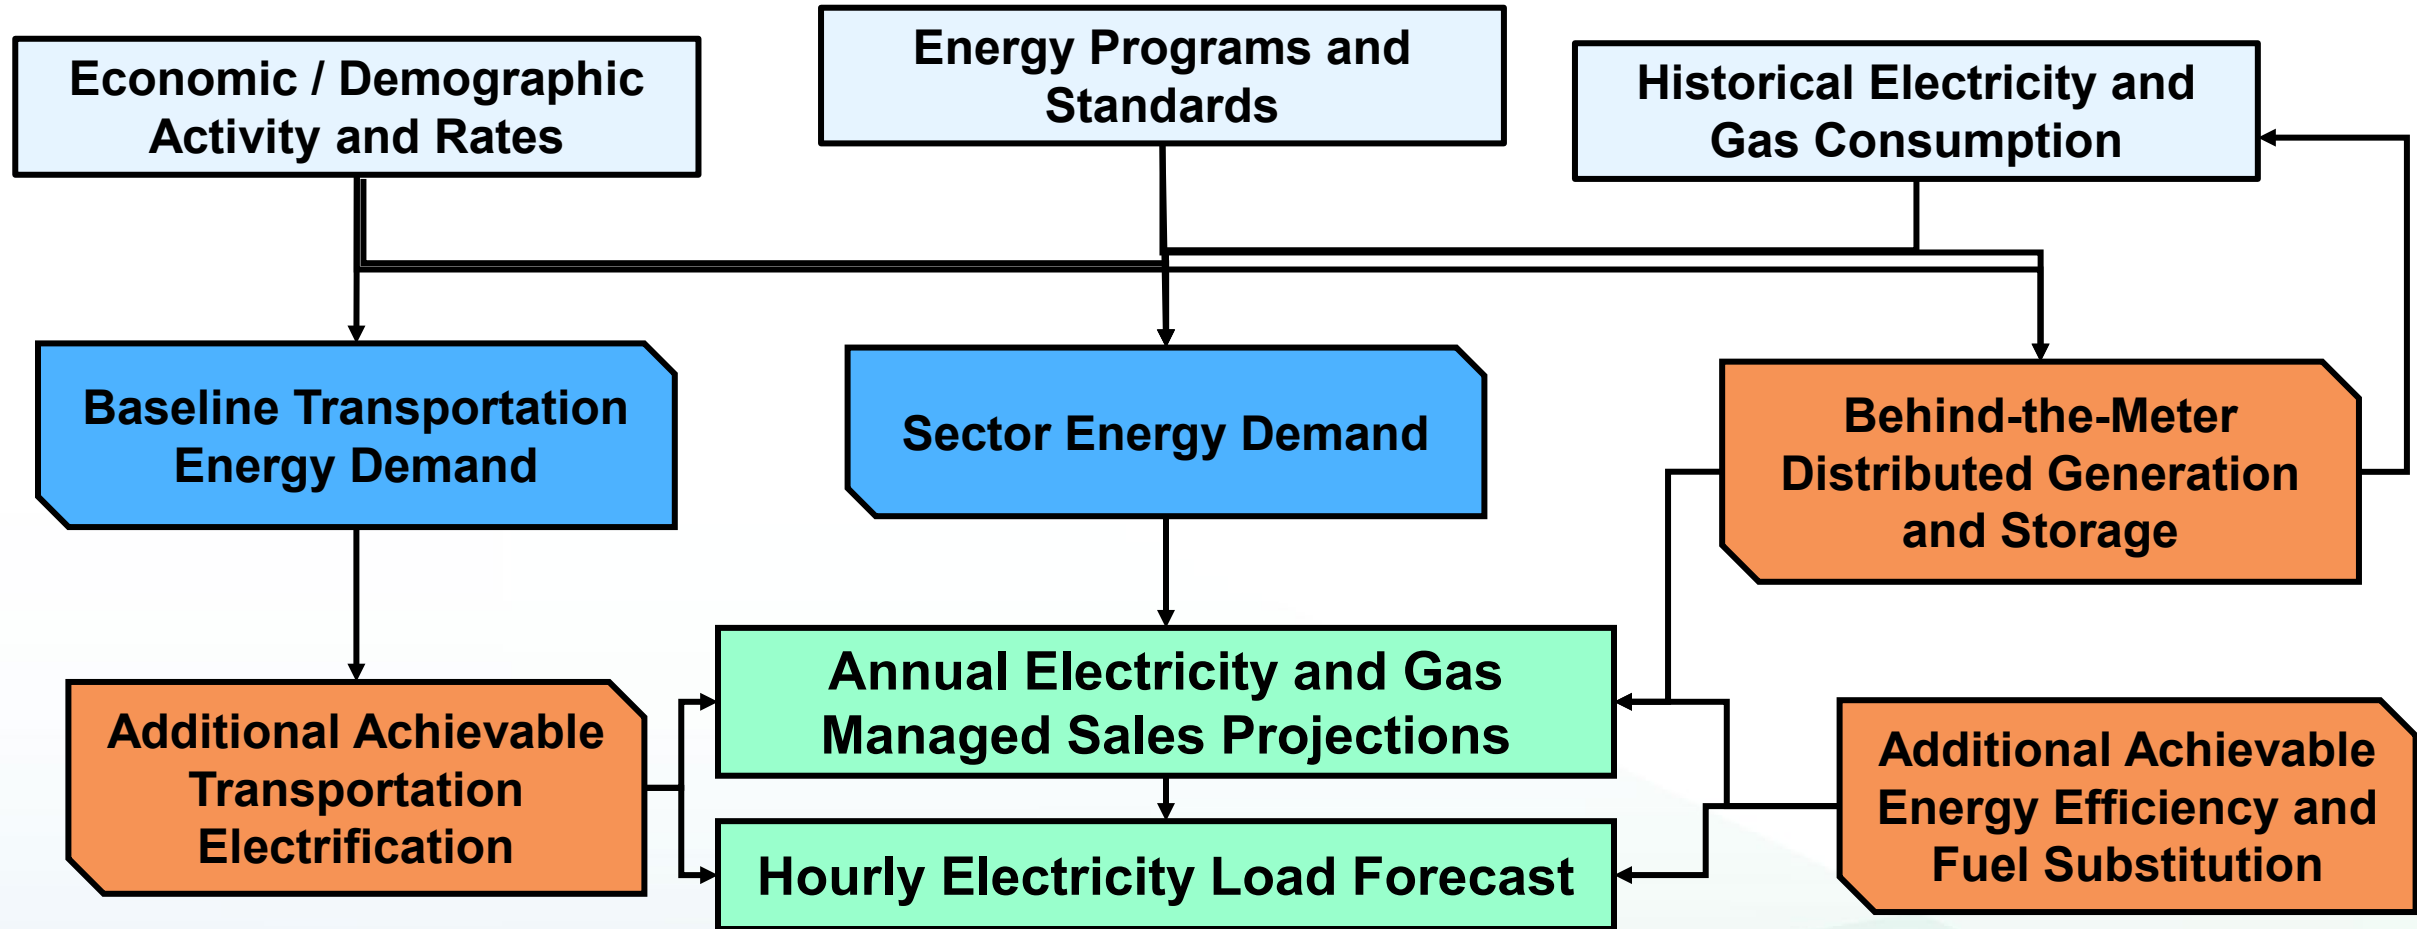 Economic / Demographic
Activity and Rates
Energy Programs and
Standards
Historical Electricity and
Gas Consumption
Baseline Transportation
Energy Demand
Sector Energy Demand
Behind-the-Meter
Distributed Generation
and Storage
Additional Achievable
Transportation
Electrification
Annual Electricity and Gas
Managed Sales Projections
Hourly Electricity Load Forecast
Additional Achievable
Energy Efficiency and
Fuel Substitution